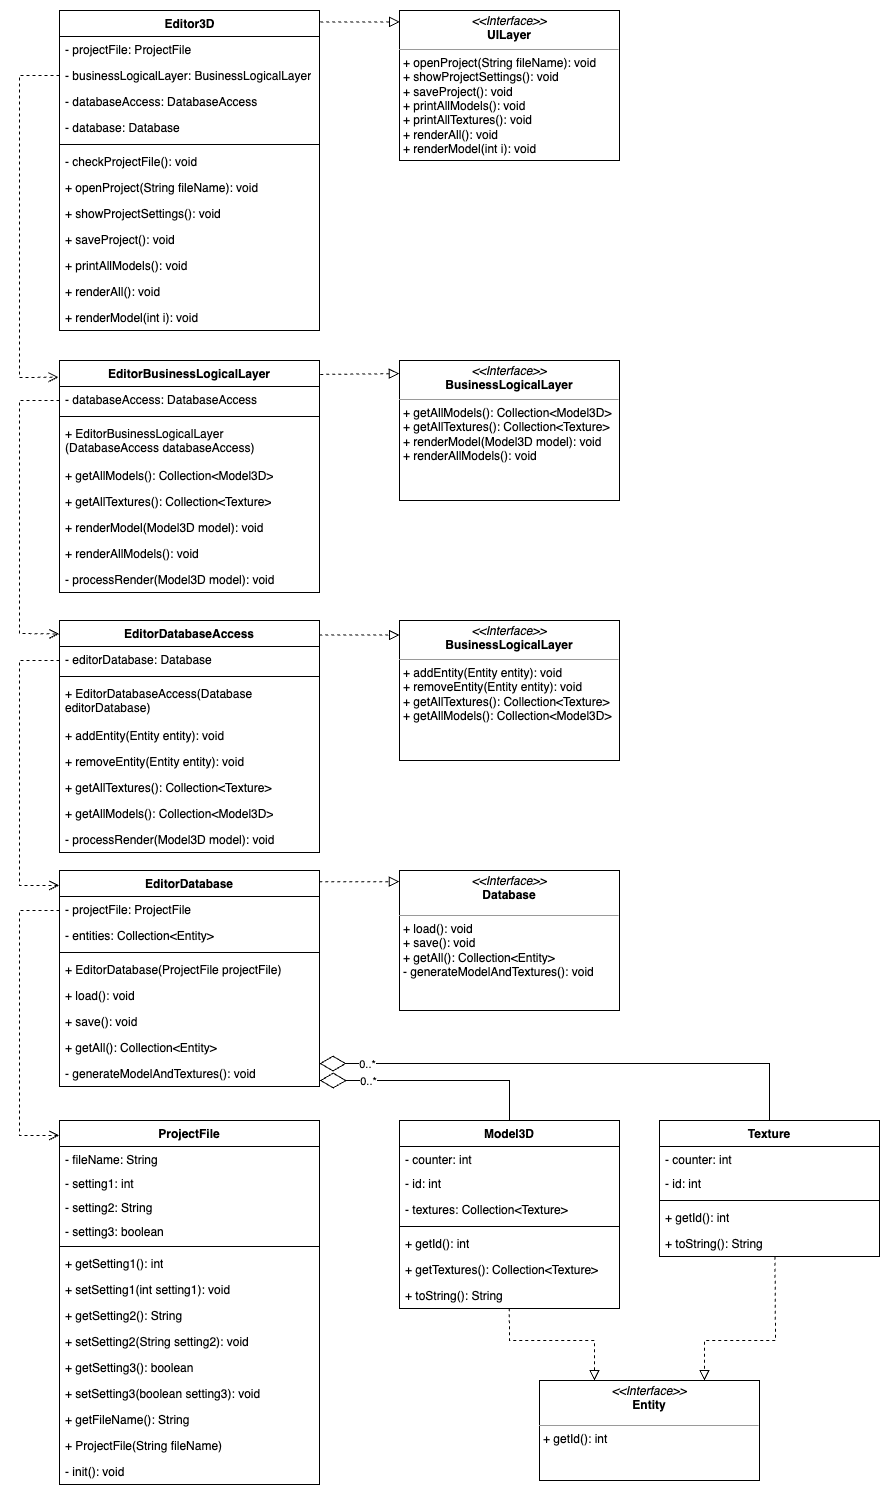 Editor3D
- projectFile: ProjectFile
- businessLogicalLayer: BusinessLogicalLayer
- databaseAccess: DatabaseAccess
- database: Database
- checkProjectFile(): void
+ openProject(String fileName): void
+ showProjectSettings(): void
+ saveProject(): void
+ printAllModels(): void
+ renderAll(): void
+ renderModel(int i): void
<<Interface>>
UILayer
+ openProject(String fileName): void
+ showProjectSettings(): void
+ saveProject(): void
+ printAllModels(): void
+ printAllTextures(): void
+ renderAll(): void
+ renderModel(int i): void
EditorBusinessLogicalLayer
- databaseAccess: DatabaseAccess
+ EditorBusinessLogicalLayer
(DatabaseAccess databaseAccess)
+ getAllModels(): Collection<Model3D>
+ getAllTextures(): Collection<Texture>
+ renderModel(Model3D model): void
+ renderAllModels(): void
- processRender(Model3D model): void
<<Interface>>
BusinessLogicalLayer
+ getAllModels(): Collection<Model3D>
+ getAllTextures(): Collection<Texture>
+ renderModel(Model3D model): void
+ renderAllModels(): void
EditorDatabaseAccess
- editorDatabase: Database
+ EditorDatabaseAccess(Database
editorDatabase)
+ addEntity(Entity entity): void
+ removeEntity(Entity entity): void
+ getAllTextures(): Collection<Texture>
+ getAllModels(): Collection<Model3D>
- processRender(Model3D model): void
<<Interface>>
BusinessLogicalLayer
+ addEntity(Entity entity): void
+ removeEntity(Entity entity): void
+ getAllTextures(): Collection<Texture>
+ getAllModels(): Collection<Model3D>
EditorDatabase
- projectFile: ProjectFile
- entities: Collection<Entity>
+ EditorDatabase(ProjectFile projectFile)
+ load(): void
+ save(): void
+ getAll(): Collection<Entity>
- generateModelAndTextures(): void
<<Interface>>
Database
+ load(): void
+ save(): void
+ getAll(): Collection<Entity>
- generateModelAndTextures(): void
0..*
0..*
ProjectFile
- fileName: String
- setting1: int
- setting2: String
- setting3: boolean
+ getSetting1(): int
+ setSetting1(int setting1): void
+ getSetting2(): String
+ setSetting2(String setting2): void
+ getSetting3(): boolean
+ setSetting3(boolean setting3): void
+ getFileName(): String
+ ProjectFile(String fileName)
- init(): void
Model3D
- counter: int
- id: int
- textures: Collection<Texture>
+ getId(): int
+ getTextures(): Collection<Texture>
+ toString(): String
Texture
- counter: int
- id: int
+ getId(): int
+ toString(): String
<<Interface>>
Entity
+ getId(): int